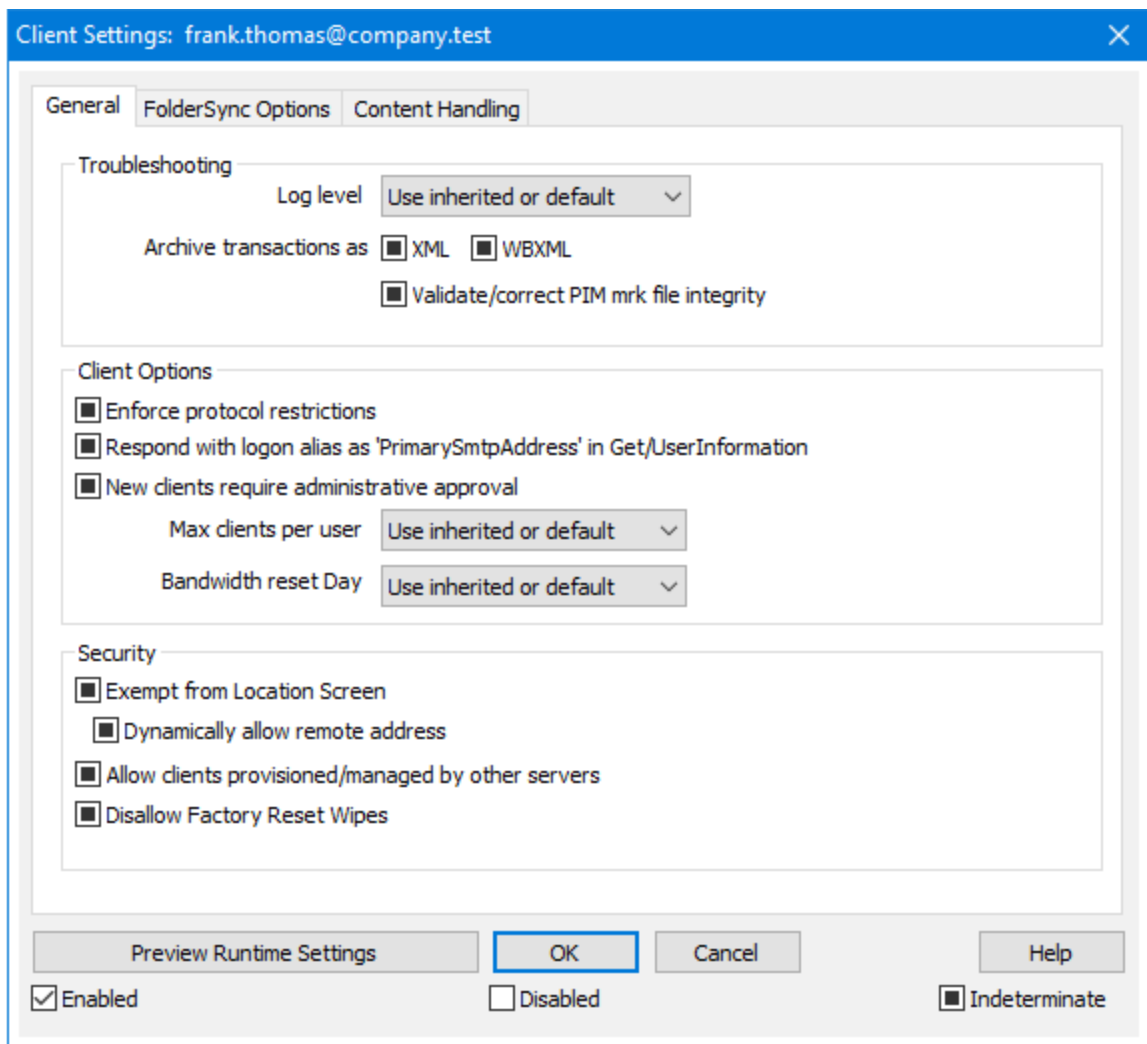 Client Settings: frank.thomas@company.test
General FolderSync Options Content Handling
Troubleshooting
Log level Use inherited or default
Archive transactions as XML WBXML
Validate/correct PIM mrk file integrity
Client Options
Enforce protocol restrictions
Respond with logon alias as 'PrimarySmtpAddress' in Get/UserInformation
New clients require administrative approval
Max clients per user Use inherited or default
Bandwidth reset Day Use inherited or default
Security
Exempt from Location Screen
Dynamically allow remote address
Allow clients provisioned/managed by other servers
Disallow Factory Reset Wipes
Preview Runtime Settings OK Cancel Help
Enabled Disabled Indeterminate